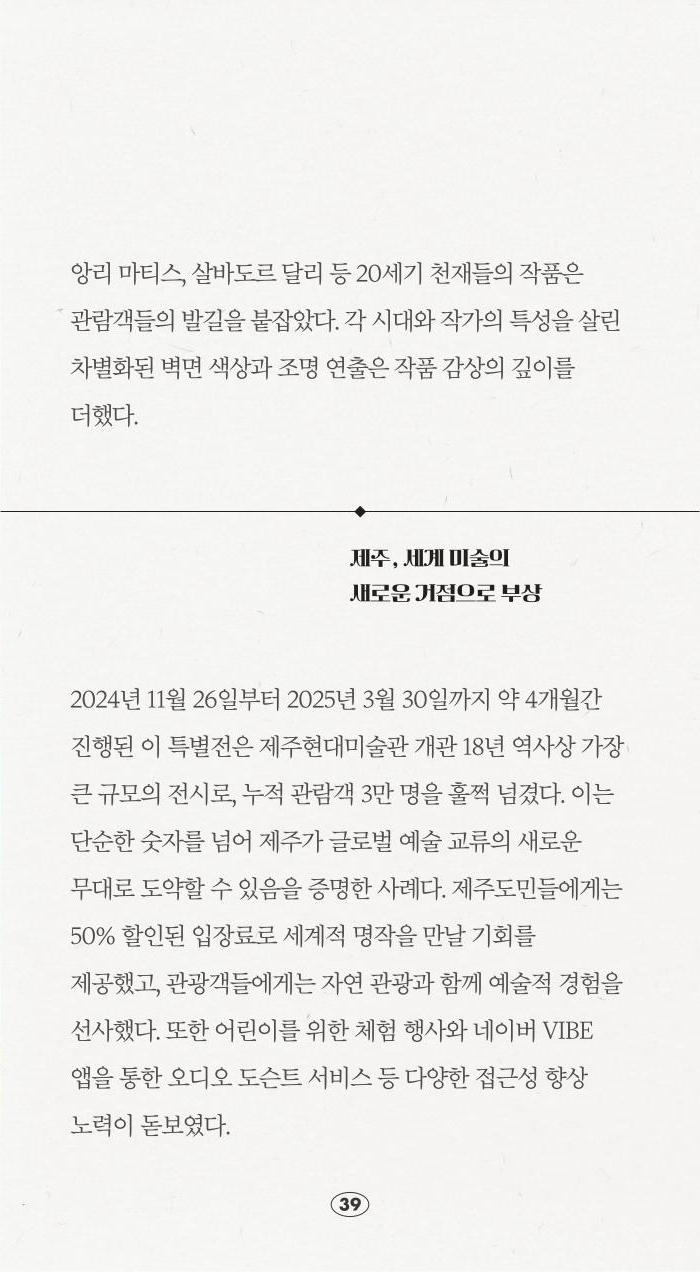 앙리 마티스, 살바도르 달리 등 20세기 천재들의 작품은
관람객들의 발길을 붙잡았다. 각 시대와 작가의 특성을 살린
차별화된 벽면 색상과 조명 연출은 작품 감상의 깊이를
더했다.
제주, 세계 미술의
새로운 거점으로 부상
2024년 11월 26일부터 2025년 3월 30일까지 약 4개월간
진행된 이 특별전은 제주현대미술관 개관 18년 역사상 가장
큰 규모의 전시로, 누적 관람객 3만 명을 훌쩍 넘겼다. 이는
단순한 숫자를 넘어 제주가 글로벌 예술 교류의 새로운
무대로 도약할 수 있음을 증명한 사례다. 제주도민들에게는
50% 할인된 입장료로 세계적 명작을 만날 기회를
제공했고, 관광객들에게는 자연 관광과 함께 예술적 경험을
선사했다. 또한 어린이를 위한 체험 행사와 네이버 VIBE
앱을 통한 오디오 도슨트 서비스 등 다양한 접근성 향상
노력이 돋보였다.
39